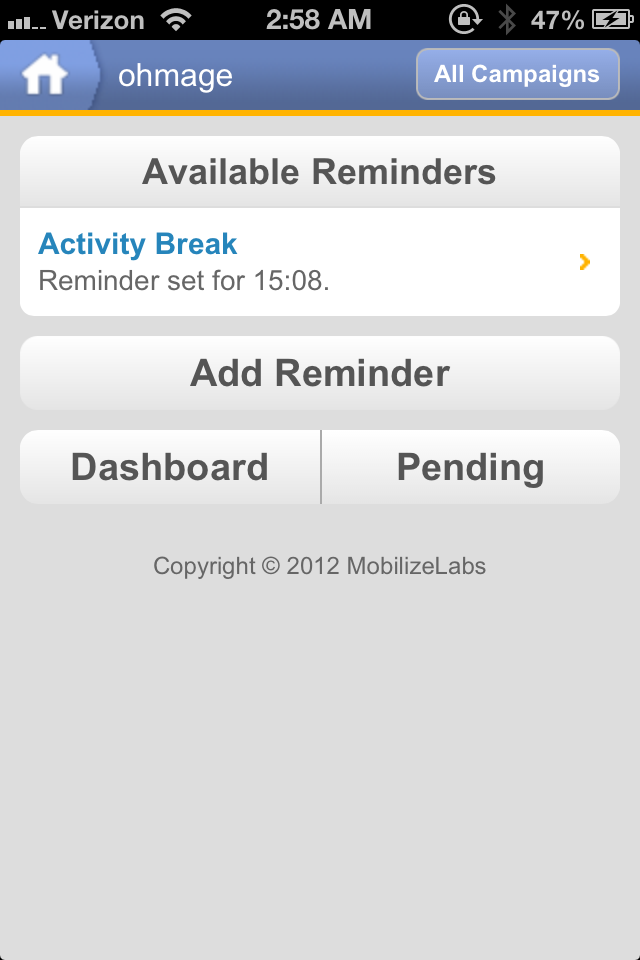 Verizon 2:58 AM 47%
ohmage All Campaigns
Available Reminders
Activity Break
Reminder set for 15:08.
Add Reminder
Dashboard Pending
Copyright © 2012 MobilizeLabs